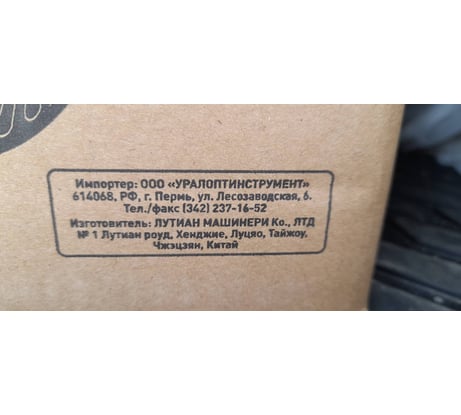 Импортер: ООО «УРАЛОПТИНСТРУМЕНТ»
614068, РФ, г. Пермь, ул. Лесозаводская, 6.
Тел./факс (342) 237-16-52
Изготовитель: ЛУТИАН МАШИНЕРИ Ко., ЛТД
№ 1 Лутиан роуд, Хенджие, Луцяо, Тайжоу,
Чжэцзян, Китай